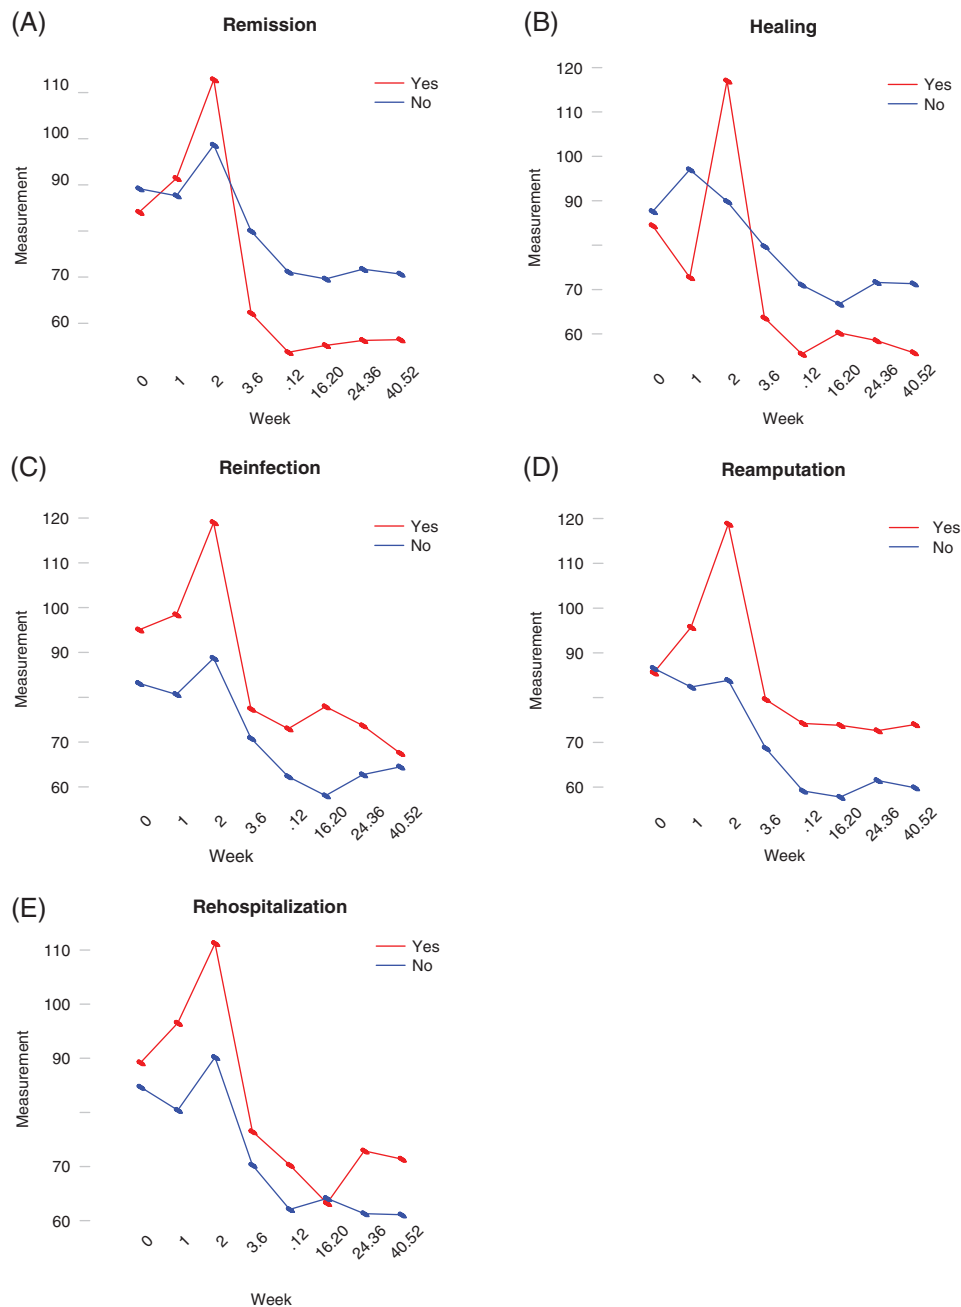 (A)
Remission
Measurement
110
100
90
70
60
Yes
No
0 1 2 3.6 .12 16.20 24.36 40.52
Week
(B)
Healing
Measurement
120
110
100
90
70
60
Yes
No
0 1 2 3.6 .12 16.20 24.36 40.52
Week
(C)
Reinfection
Measurement
120
110
100
90
70
60
Yes
No
0 1 2 3.6 .12 16.20 24.36 40.52
Week
(D)
Reamputation
Measurement
120
110
100
90
70
60
Yes
No
0 1 2 3.6 .12 16.20 24.36 40.52
Week
(E)
Rehospitalization
Measurement
110
100
90
70
60
Yes
No
0 1 2 3.6 .12 16.20 24.36 40.52
Week